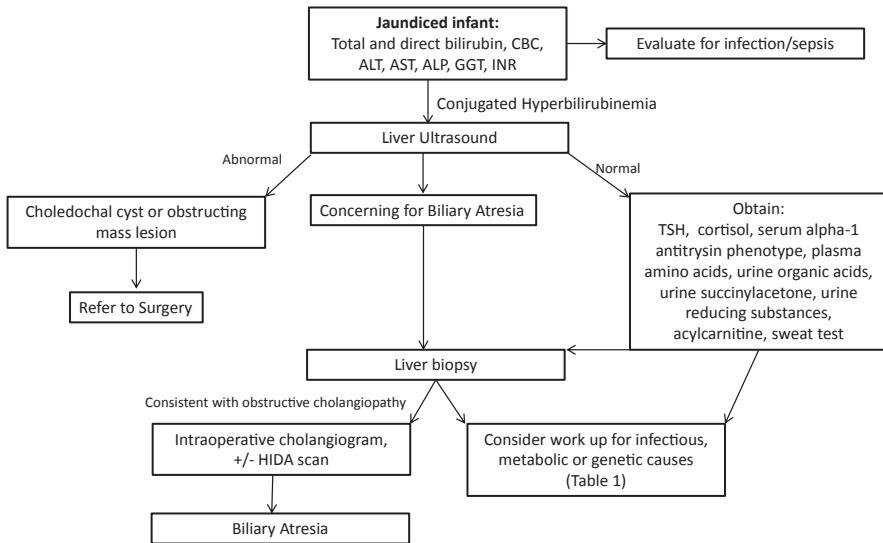 Jaundiced infant:
Total and direct bilirubin, CBC,
ALT, AST, ALP, GGT, INR
Evaluate for infection/sepsis
Conjugated Hyperbilirubinemia
Liver Ultrasound
Abnormal
Normal
Choledochal cyst or obstructing
mass lesion
Concerning for Biliary Atresia
Obtain:
TSH, cortisol, serum alpha-1
antitrysin phenotype, plasma
amino acids, urine organic acids,
urine succinylacetone, urine
reducing substances,
acylcarnitine, sweat test
Refer to Surgery
Liver biopsy
Consistent with obstructive cholangiopathy
Intraoperative cholangiogram,
+/- HIDA scan
Consider work up for infectious,
metabolic or genetic causes
(Table 1)
Biliary Atresia